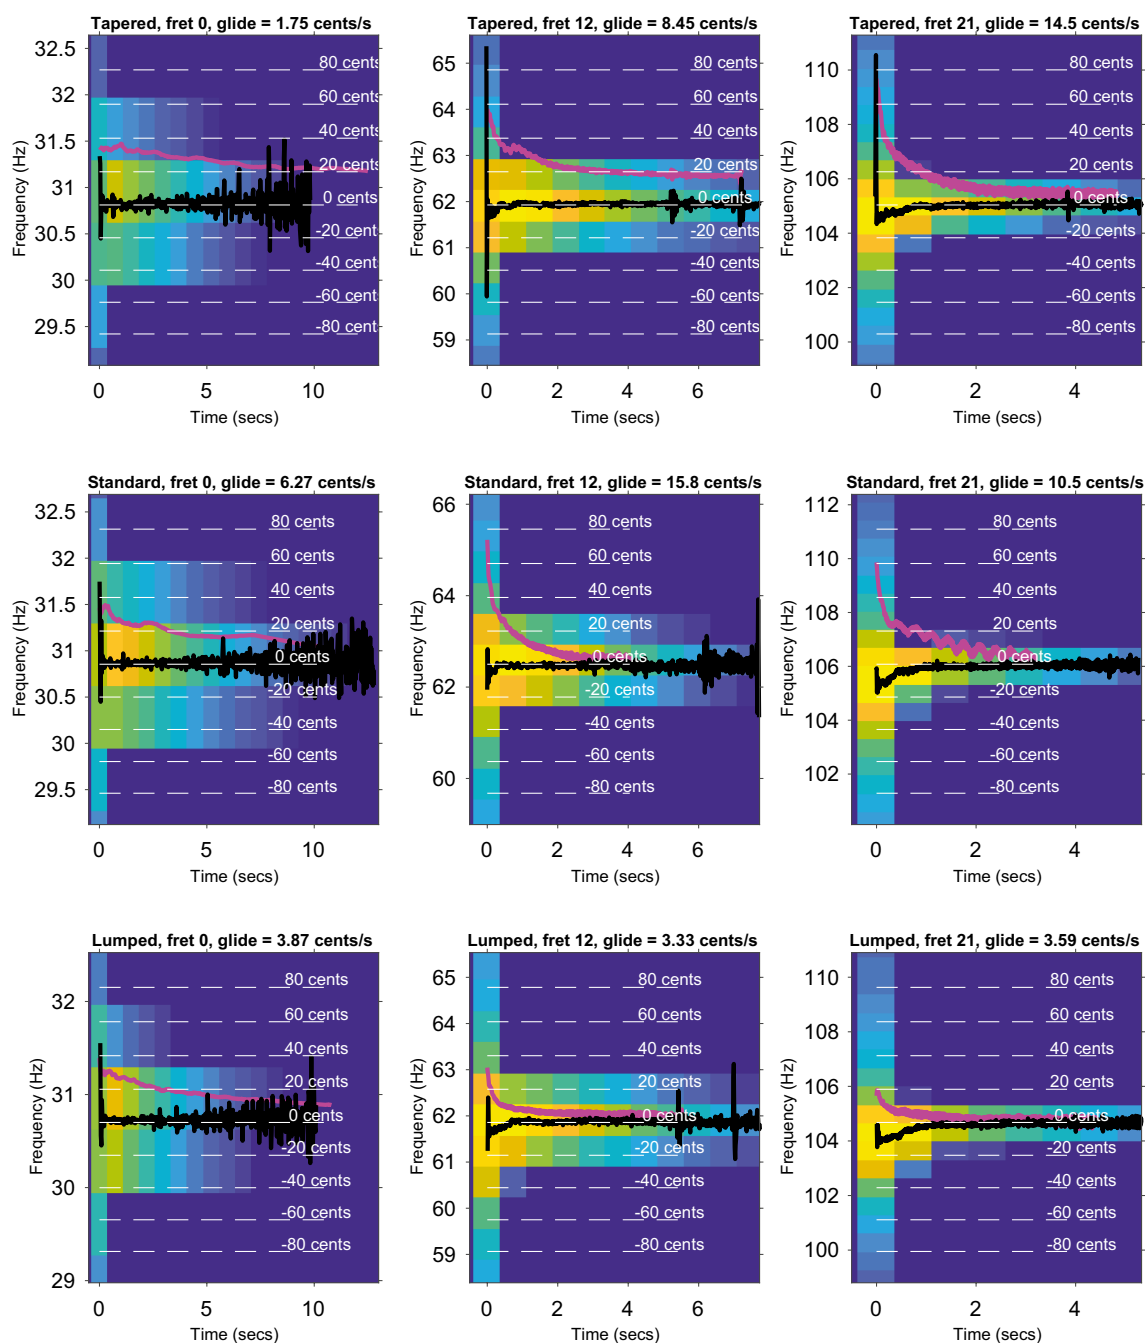 Tapered, fret 0, glide = 1.75 cents/s
32.5
32
31.5
31
30.5
30
29.5
Frequency (Hz)
80 cents
60 cents
40 cents
20 cents
0 cents
-20 cents
-40 cents
-60 cents
-80 cents
0
5
10
Time (secs)
Tapered, fret 12, glide = 8.45 cents/s
65
64
63
62
61
60
59
Frequency (Hz)
80 cents
60 cents
40 cents
20 cents
0 cents
-20 cents
-40 cents
-60 cents
-80 cents
0
2
4
6
Time (secs)
Tapered, fret 21, glide = 14.5 cents/s
110
108
106
104
102
100
Frequency (Hz)
80 cents
60 cents
40 cents
20 cents
0 cents
-20 cents
-40 cents
-60 cents
-80 cents
0
2
4
Time (secs)
Standard, fret 0, glide = 6.27 cents/s
32.5
32
31.5
31
30.5
30
29.5
Frequency (Hz)
80 cents
60 cents
40 cents
20 cents
0 cents
-20 cents
-40 cents
-60 cents
-80 cents
0
5
10
Time (secs)
Standard, fret 12, glide = 15.8 cents/s
66
64
62
60
Frequency (Hz)
80 cents
60 cents
40 cents
20 cents
0 cents
-20 cents
-40 cents
-60 cents
-80 cents
0
2
4
6
Time (secs)
Standard, fret 21, glide = 10.5 cents/s
112
110
108
106
104
102
Frequency (Hz)
80 cents
60 cents
40 cents
20 cents
0 cents
-20 cents
-40 cents
-60 cents
-80 cents
0
2
4
Time (secs)
Lumped, fret 0, glide = 3.87 cents/s
32
31
30
29
Frequency (Hz)
80 cents
60 cents
40 cents
20 cents
0 cents
-20 cents
-40 cents
-60 cents
-80 cents
0
5
10
Time (secs)
Lumped, fret 12, glide = 3.33 cents/s
65
64
63
62
61
60
59
Frequency (Hz)
80 cents
60 cents
40 cents
20 cents
0 cents
-20 cents
-40 cents
-60 cents
-80 cents
0
2
4
6
Time (secs)
Lumped, fret 21, glide = 3.59 cents/s
110
108
106
104
102
100
Frequency (Hz)
80 cents
60 cents
40 cents
20 cents
0 cents
-20 cents
-40 cents
-60 cents
-80 cents
0
2
4
Time (secs)